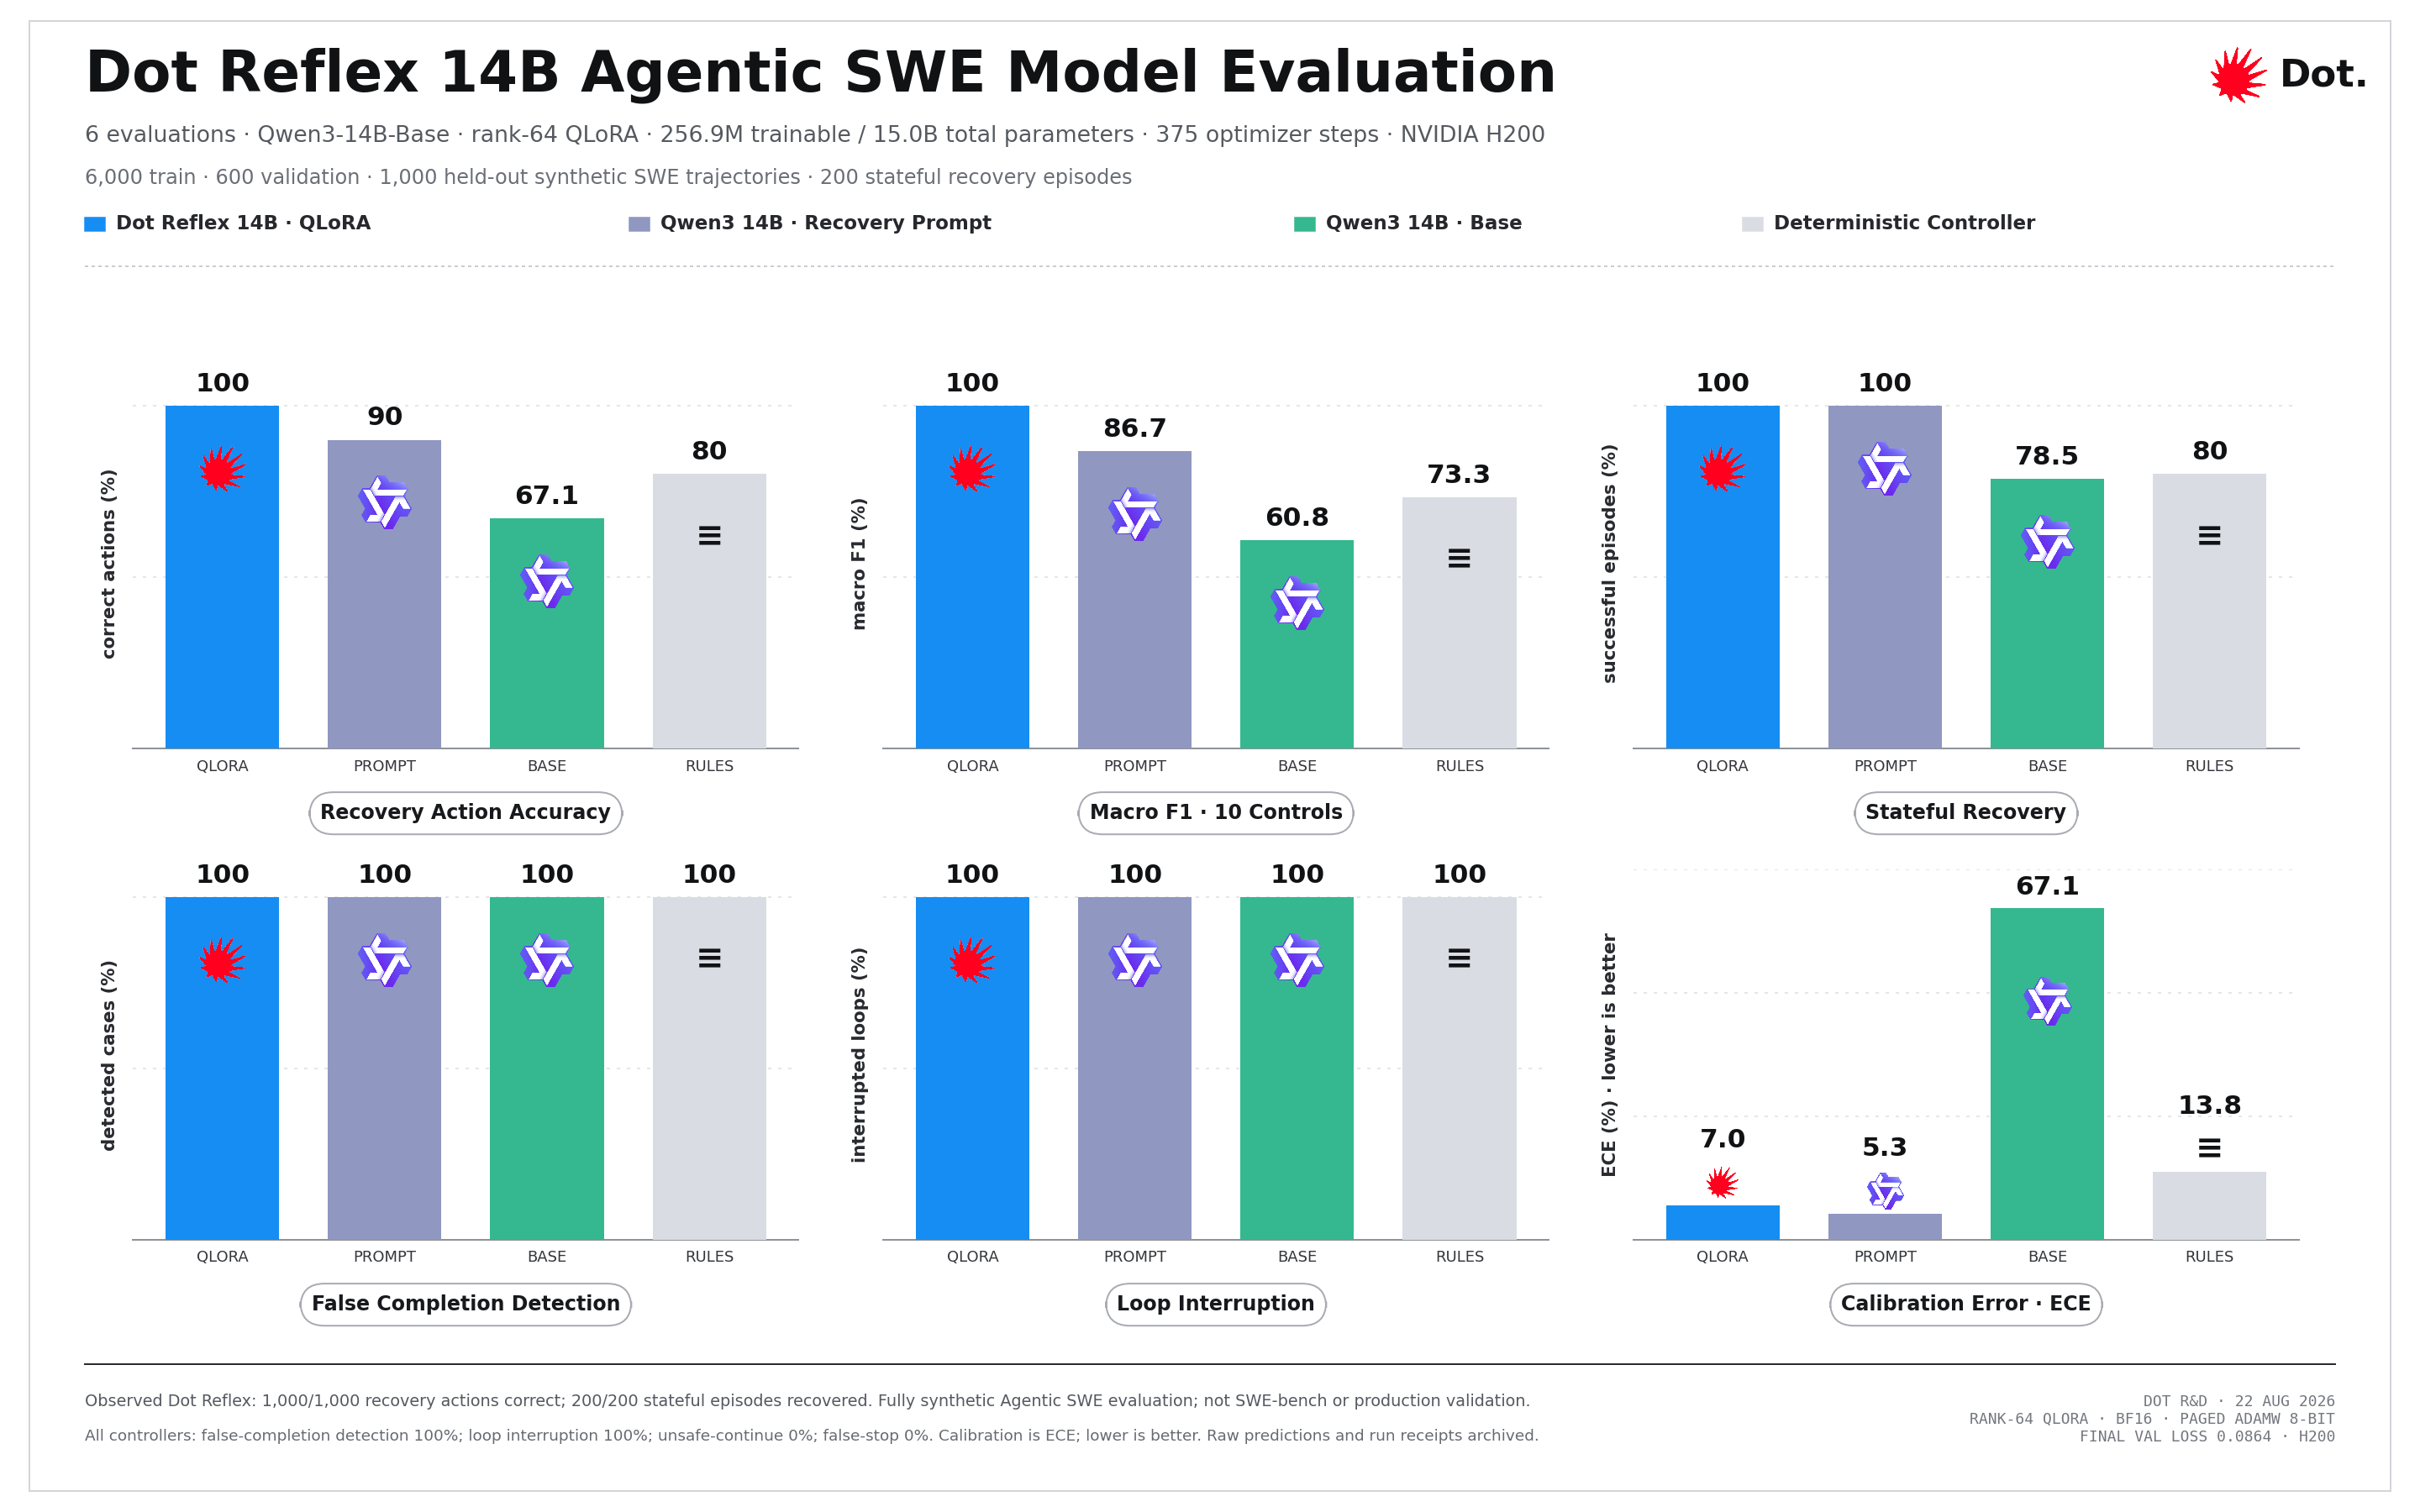 Dot Reflex 14B Agentic SWE Model Evaluation
Dot.
6 evaluations · Qwen3-14B-Base · rank-64 QLoRA · 256.9M trainable / 15.0B total parameters · 375 optimizer steps · NVIDIA H200
6,000 train · 600 validation · 1,000 held-out synthetic SWE trajectories · 200 stateful recovery episodes
Dot Reflex 14B · QLoRA
Qwen3 14B · Recovery Prompt
Qwen3 14B · Base
Deterministic Controller
correct actions (%)
100
90
67.1
80
QLORA
PROMPT
BASE
RULES
Recovery Action Accuracy
macro F1 (%)
100
86.7
60.8
73.3
QLORA
PROMPT
BASE
RULES
Macro F1 · 10 Controls
successful episodes (%)
100
100
78.5
80
QLORA
PROMPT
BASE
RULES
Stateful Recovery
detected cases (%)
100
100
100
100
QLORA
PROMPT
BASE
RULES
False Completion Detection
interrupted loops (%)
100
100
100
100
QLORA
PROMPT
BASE
RULES
Loop Interruption
ECE (%) · lower is better
7.0
5.3
67.1
13.8
QLORA
PROMPT
BASE
RULES
Calibration Error · ECE
Observed Dot Reflex: 1,000/1,000 recovery actions correct; 200/200 stateful episodes recovered. Fully synthetic Agentic SWE evaluation; not SWE-bench or production validation.
All controllers: false-completion detection 100%; loop interruption 100%; unsafe-continue 0%; false-stop 0%. Calibration is ECE; lower is better. Raw predictions and run receipts archived.
DOT R&D · 22 AUG 2026
RANK-64 QLORA · BF16 · PAGED ADAMW 8-BIT
FINAL VAL LOSS 0.0864 · H200